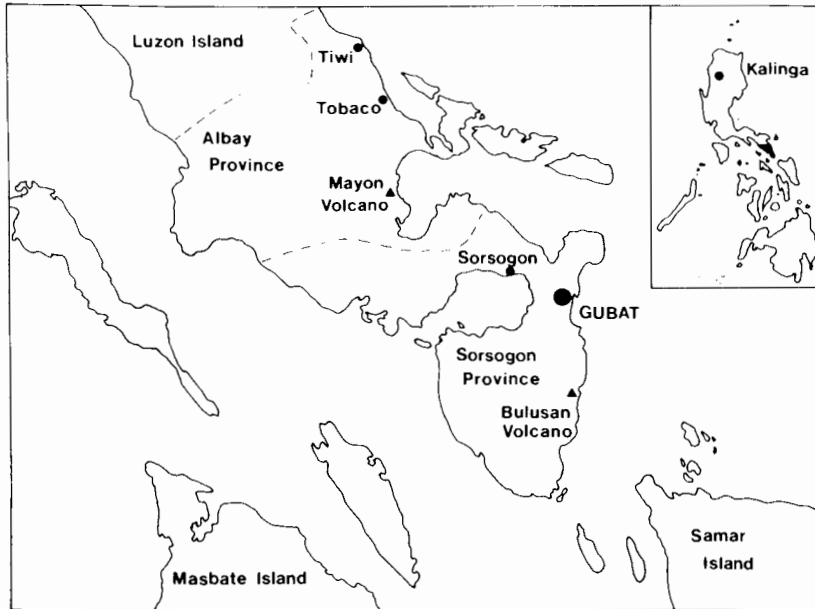 Luzon Island
Tiwi
Kalinga
Tobaco
Albay
Province
Mayon
Volcano
Sorsogon
GUBAT
Sorsogon
Province
Bulusan
Volcano
Samar
Island
Masbate Island